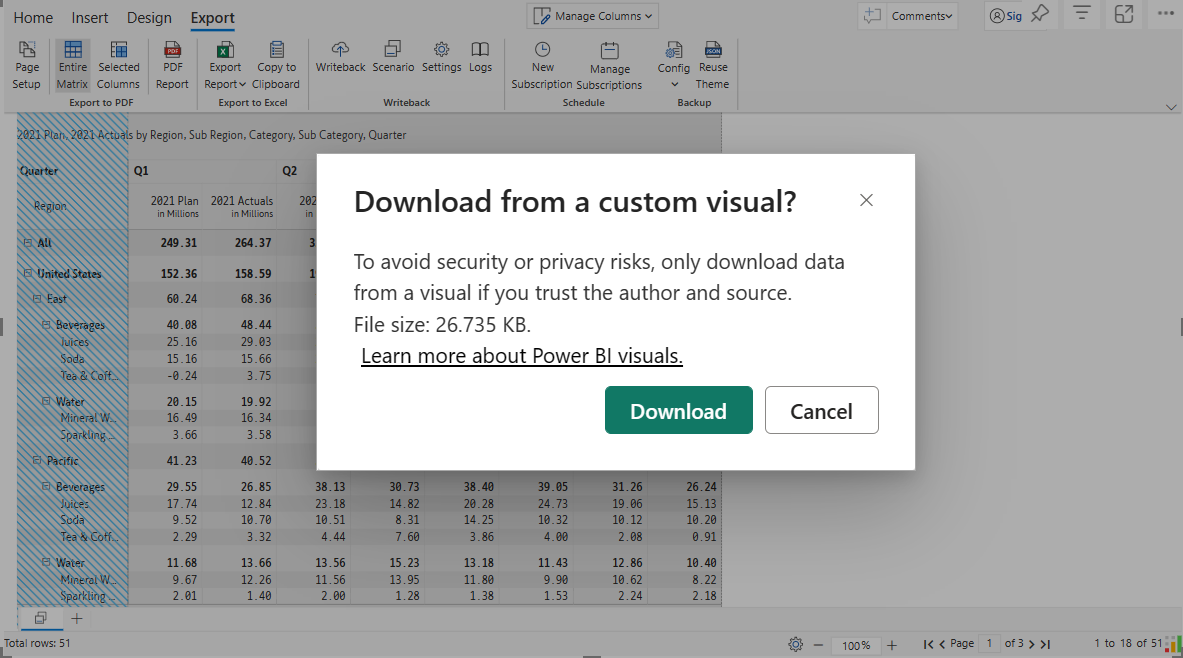 Home Insert Design Export
Manage Columns
Comments
Sig
Page Setup
Entire Matrix
Selected Columns
PDF Report
Export Report
Copy to Clipboard
Writeback
Scenario
Settings
Logs
New Subscription
Manage Subscriptions
Config
Reuse Theme
Export to PDF
Export to Excel
Writeback
Schedule
Backup
2021 Plan, 2021 Actuals by Region, Sub Region, Category, Sub Category, Quarter
Quarter Q1 Q2
Region 2021 Plan 2021 Actuals
in Millions in Millions in
All 249.31 264.37
United States 152.36 158.59
East 60.24 68.36
Beverages 40.08 48.44
Juices 25.16 29.03
Soda 15.16 15.66
Tea & Coff... -0.24 3.75
Water 20.15 19.92
Mineral W... 16.49 16.34
Sparkling ... 3.66 3.58
Pacific 41.23 40.52
Beverages 29.55 26.85 38.13 30.73 38.40 39.05 31.26 26.24
Juices 17.74 12.84 23.18 14.82 20.28 24.73 19.06 15.13
Soda 9.52 10.70 10.51 8.31 14.25 10.32 10.12 10.20
Tea & Coff... 2.29 3.32 4.44 7.60 3.86 4.00 2.08 0.91
Water 11.68 13.66 13.56 15.23 13.18 11.43 12.86 10.40
Mineral W... 9.67 12.26 11.56 13.95 11.80 9.90 10.62 8.22
Sparkling ... 2.01 1.40 2.00 1.28 1.38 1.53 2.24 2.18
Download from a custom visual?
To avoid security or privacy risks, only download data
from a visual if you trust the author and source.
File size: 26.735 KB.
Learn more about Power BI visuals.
Download Cancel
Total rows: 51
100%
Page 1 of 3
1 to 18 of 51